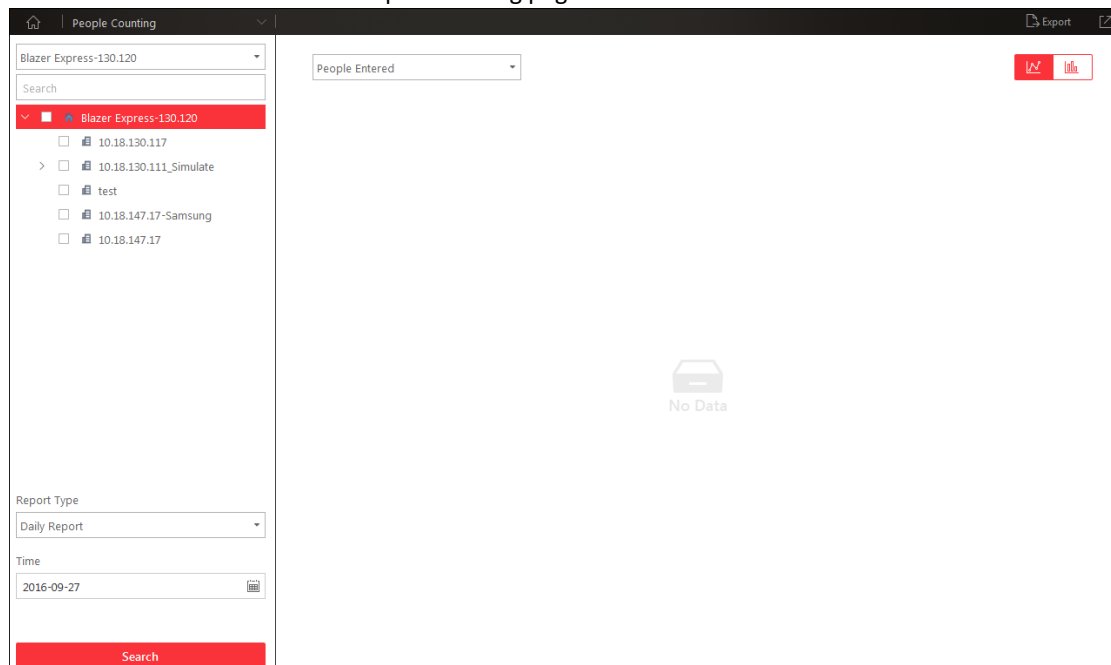 People Counting
Export
Blazer Express-130.120
Search
Blazer Express-130.120
10.18.130.117
10.18.130.111_Simulate
test
10.18.147.17-Samsung
10.18.147.17
Report Type
Daily Report
Time
2016-09-27
Search
People Entered
No Data